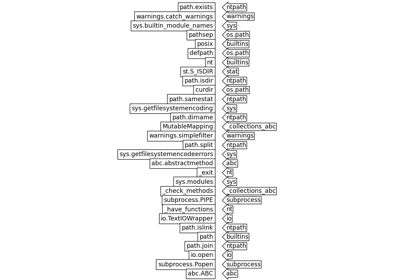 path.exists ntpath
warnings.catch_warnings warnings
sys.builtin_module_names sys
pathsep os.path
posix builtins
defpath os.path
nt builtins
st.S_ISDIR stat
path.isdir ntpath
curdir os.path
path.samestat ntpath
sys.getfilesystemencoding sys
path.dirname ntpath
MutableMapping _collections_abc
warnings.simplefilter warnings
path.split ntpath
sys.getfilesystemencodeerrors sys
abc.abstractmethod abc
_exit nt
sys.modules sys
_check_methods _collections_abc
subprocess.PIPE subprocess
_have_functions nt
io.TextIOWrapper io
path.islink ntpath
path builtins
path.join ntpath
io.open io
subprocess.Popen subprocess
abc.ABC abc